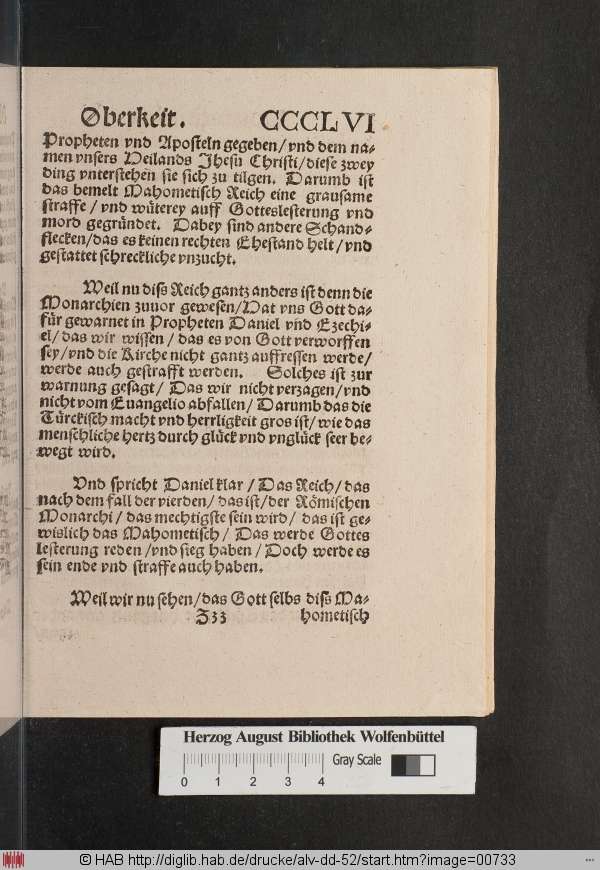 Oberkeit. CCCLVI
Propheten vnd Aposteln gegeben/vnd dem na-
men vnsers Heilands Jhesu Christi/diese zwey
ding vnterstehen sie sich zu tilgen. Darumb ist
das bemelt Mahometisch Reich eine grausame
straffe/vnd wüterey auff Gotteslesterung vnd
mord gegründet. Dabey sind andere Schand-
flecken/das es keinen rechten Ehestand helt/vnd
gestattet schreckliche vnzucht.
Weil nu diss Reich gantz anders ist denn die
Monarchien zuuor gewesen/Hat vns Gott da-
für gewarnet in Propheten Daniel vnd Ezechi-
el/das wir wissen/das es von Gott verworffen
sey/vnd die Kirche nicht gantz auffressen werde/
werde auch gestrafft werden. Solches ist zur
warnung gesagt/Das wir nicht verzagen/vnd
nicht vom Euangelio abfallen/Darumb das die
Türckisch macht vnd herrligkeit gros ist/wie das
menschliche hertz durch glück vnd vnglück seer be-
wegt wird.
Vnd spricht Daniel klar/Das Reich/das
nach dem fall der vierden/das ist/der Römischen
Monarchi/das mechtigste sein wird/das ist ge-
wislich das Mahometisch/Das werde Gottes
lesterung reden/vnd sieg haben/Doch werde es
sein ende vnd straffe auch haben.
Weil wir nu sehen/das Gott selbs diss Ma-
Zzz hometisch
Herzog August Bibliothek Wolfenbüttel
Gray Scale
0 1 2 3 4
© HAB http://diglib.hab.de/drucke/alv-dd-52/start.htm?image=00733